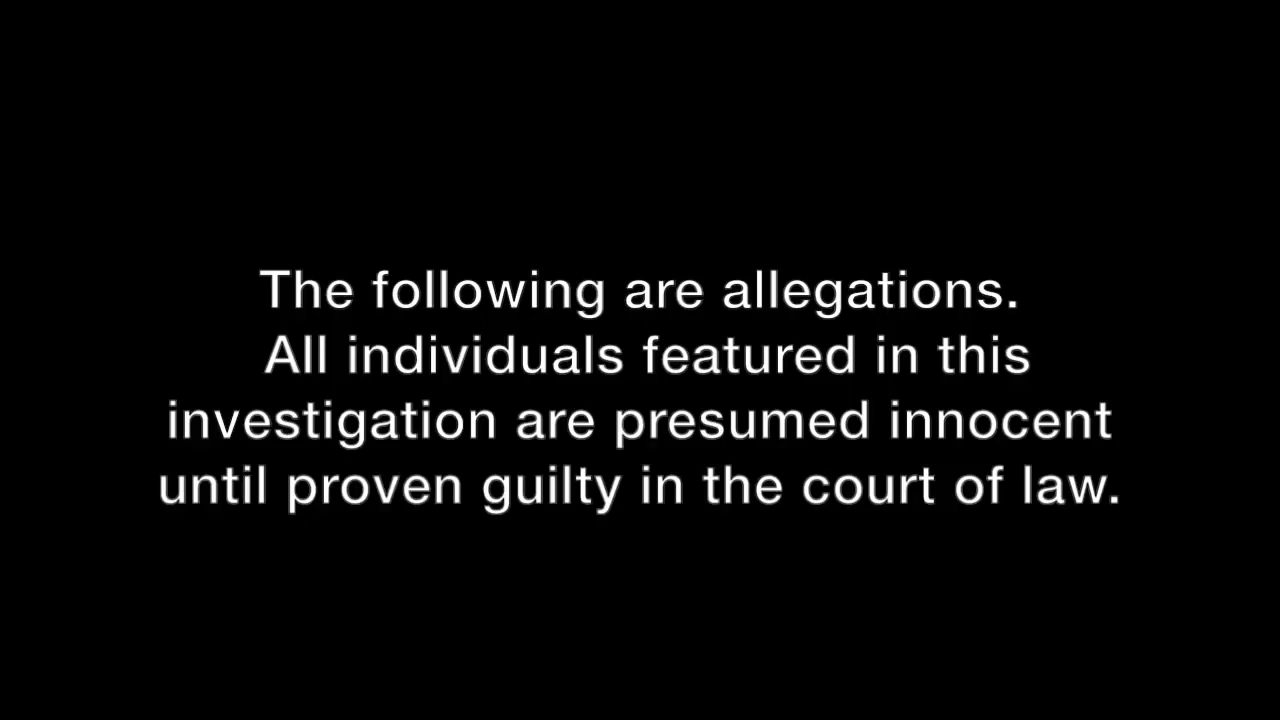 The following are allegations.
All individuals featured in this
investigation are presumed innocent
until proven guilty in the court of law.